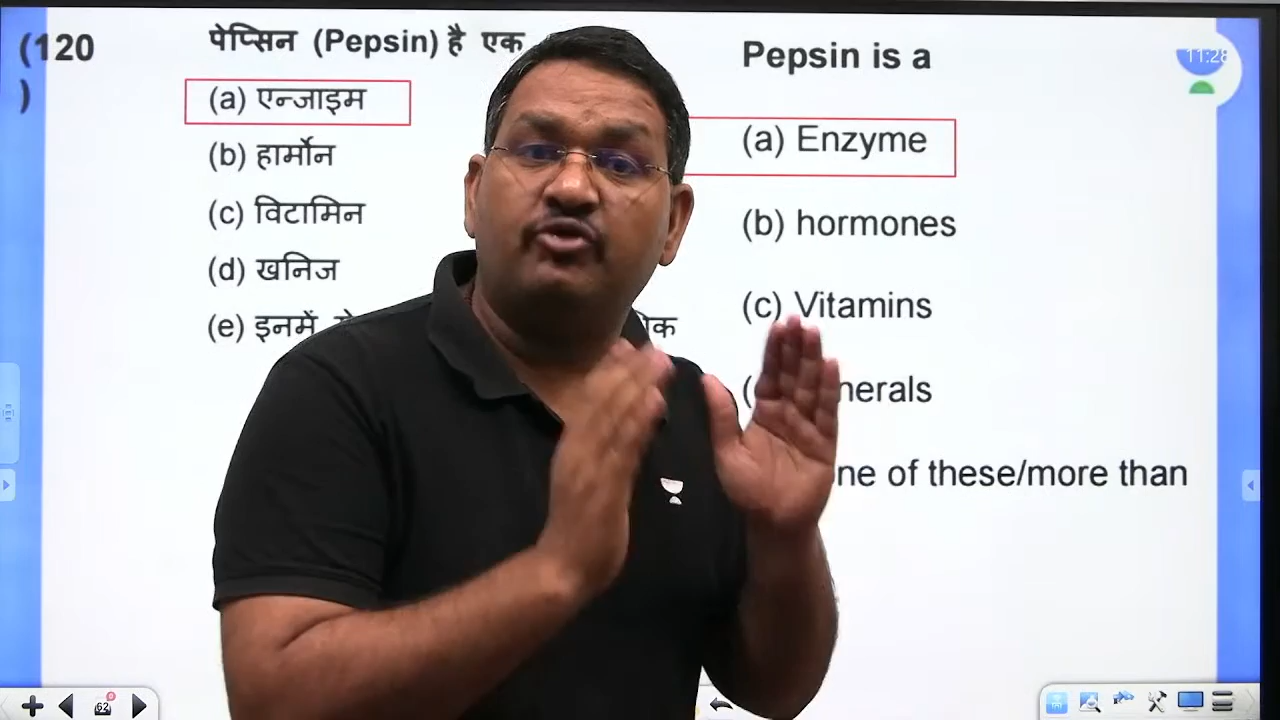 (120
)
पेप्सिन (Pepsin) है एक
(a) एन्जाइम
(b) हार्मोन
(c) विटामिन
(d) खनिज
(e) इनमें
Pepsin is a
(a) Enzyme
(b) hormones
(c) Vitamins
of these/more than
11:28
62